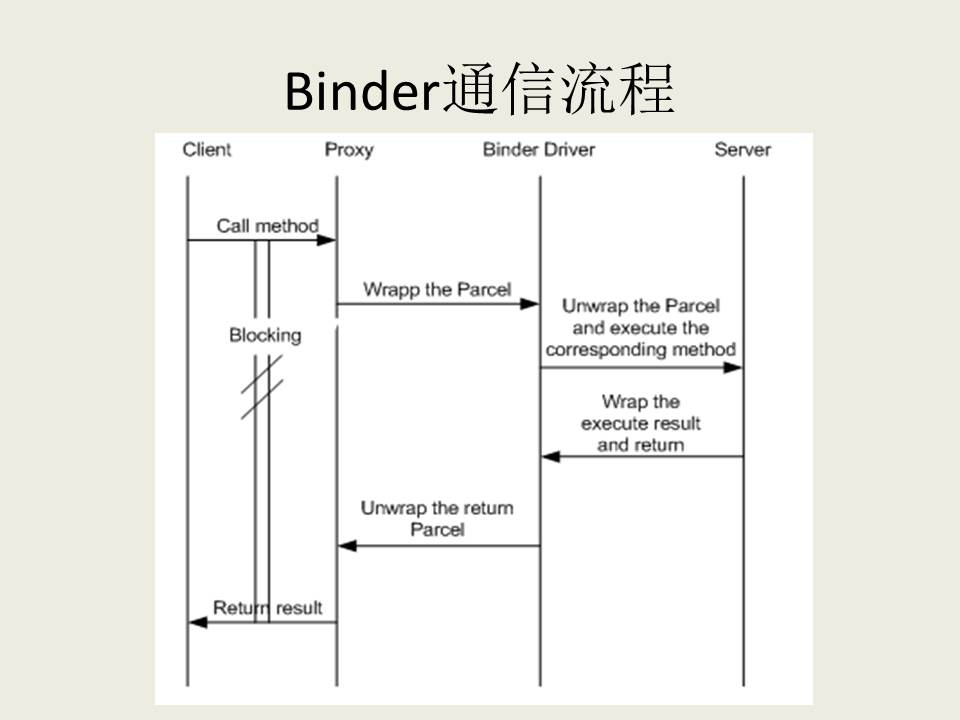 Binder通信流程
Client Proxy Binder Driver Server
Call method
Wrapp the Parcel
Unwrap the Parcel
and execute the
corresponding method
Blocking
Wrap the
execute result
and return
Unwrap the return
Parcel
Return result